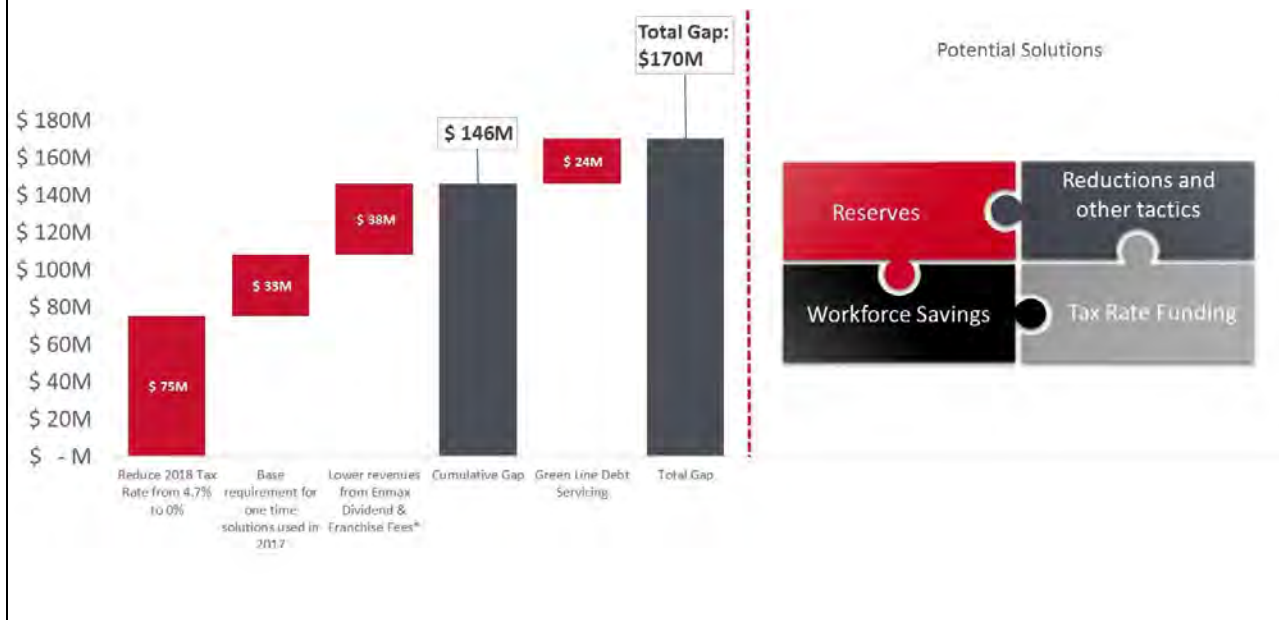 Total Gap:
$170M
Potential Solutions
$ 180M
$ 160M
$ 140M
$ 120M
$ 100M
$ 80M
$ 60M
$ 40M
$ 20M
$ - M
$ 75M
$ 33M
$ 38M
$ 146M
$ 24M
Reduce 2018 Tax
Rate from 4.7%
to 0%
Base
requirement for
one time
solutions used in
2017
Lower revenues
from Enmax
Dividend &
Franchise Fees*
Cumulative Gap
Green Line Debt
Servicing
Total Gap
Reserves
Reductions and
other tactics
Workforce Savings
Tax Rate Funding